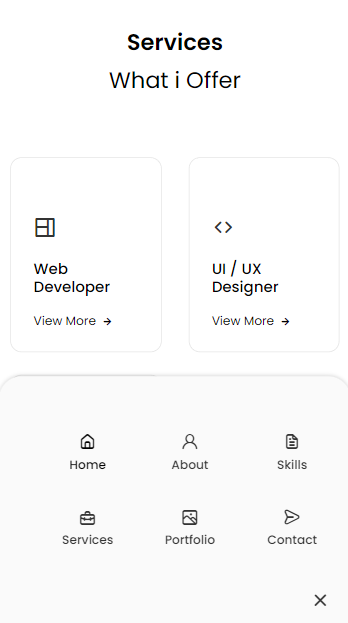 Services
What i Offer
Web
Developer
View More →
UI / UX
Designer
View More →
Home
About
Skills
Services
Portfolio
Contact